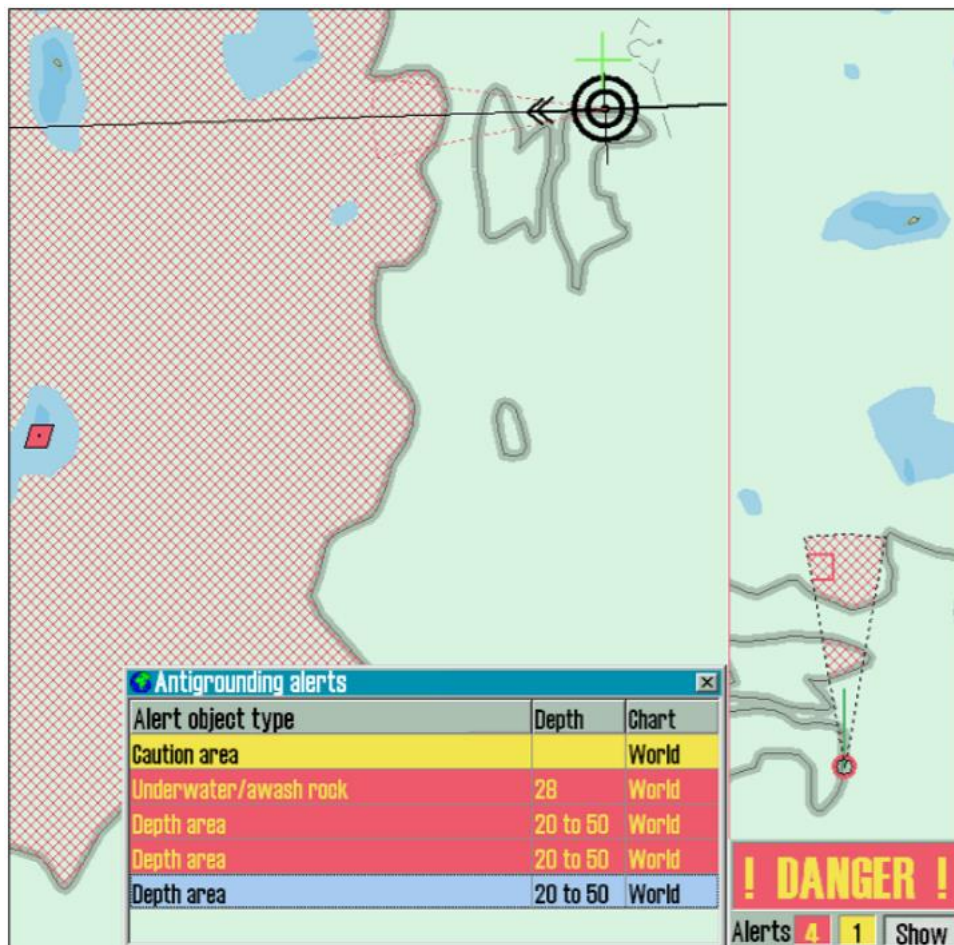 Antigrounding alerts
Alert object type Depth Chart
Caution area World
Underwater/awash rock 28 World
Depth area 20 to 50 World
Depth area 20 to 50 World
Depth area 20 to 50 World
! DANGER !
Alerts 4 1 Show